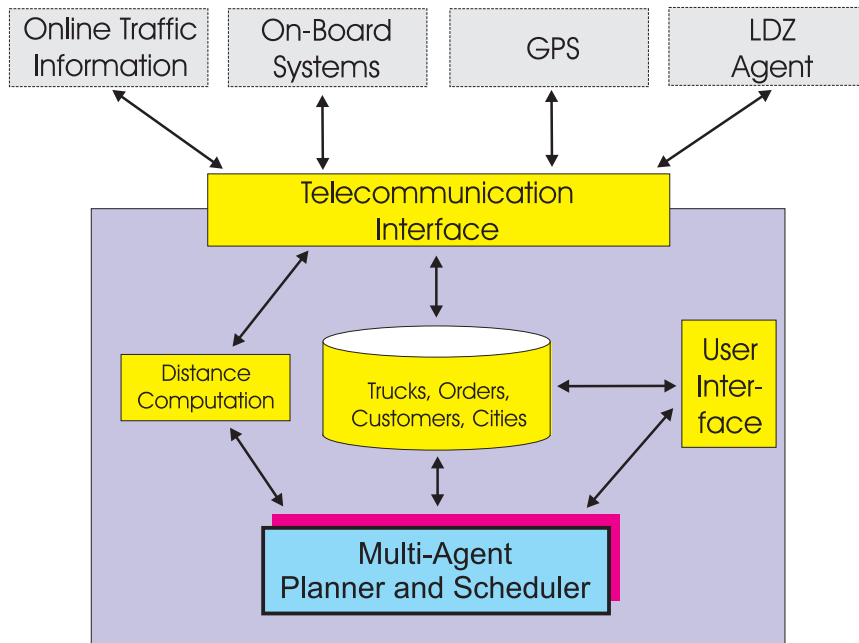 Online Traffic
Information
On-Board
Systems
GPS
LDZ
Agent
Telecommunication
Interface
Distance
Computation
Trucks, Orders,
Customers, Cities
User
Inter-
face
Multi-Agent
Planner and Scheduler